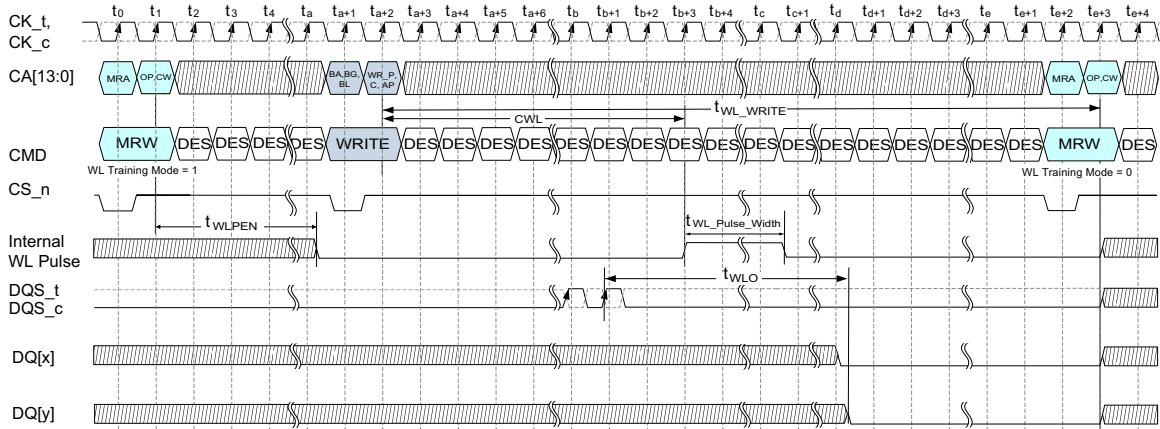 t0 t1 t2 t3 t4 ta ta+1 ta+2 ta+3 ta+4 ta+5 ta+6 tb tb+1 tb+2 tb+3 tb+4 tc tc+1 td td+1 td+2 td+3 te te+1 te+2 te+3 te+4
CK_t,
CK_c
CA[13:0] MRA OP,CW BA,BG, BL WR_P, C, AP MRA OP,CW
CWL tWL_WRITE
CMD MRW DES DES DES DES WRITE DES DES DES DES DES DES DES DES DES DES DES DES DES DES DES DES DES MRW DES
WL Training Mode = 1 WL Training Mode = 0
CS_n
tWLPEN tWL_Pulse_Width
Internal
WL Pulse
tWLO
DQS_t
DQS_c
DQ[x]
DQ[y]